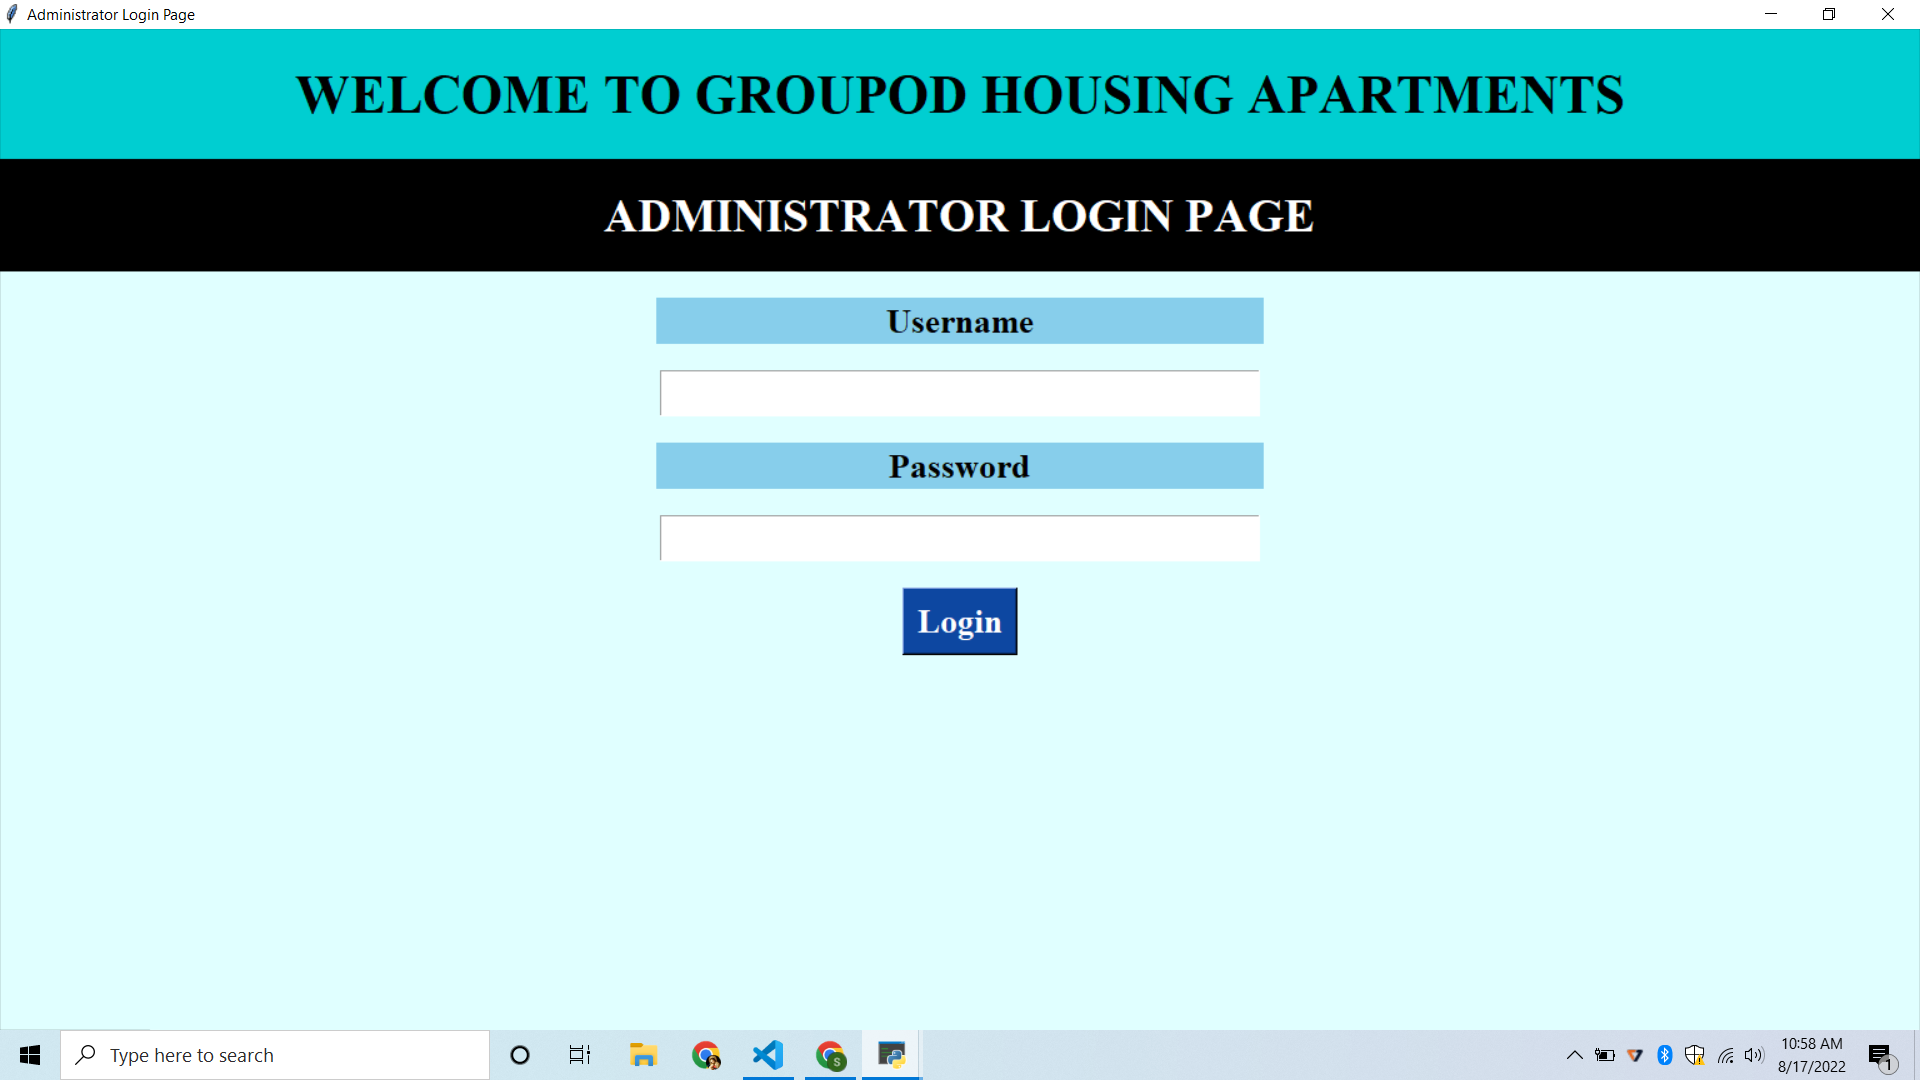 Administrator Login Page
WELCOME TO GROUPOD HOUSING APARTMENTS
ADMINISTRATOR LOGIN PAGE
Username
Password
Login
Type here to search
S
10:58 AM
8/17/2022
1